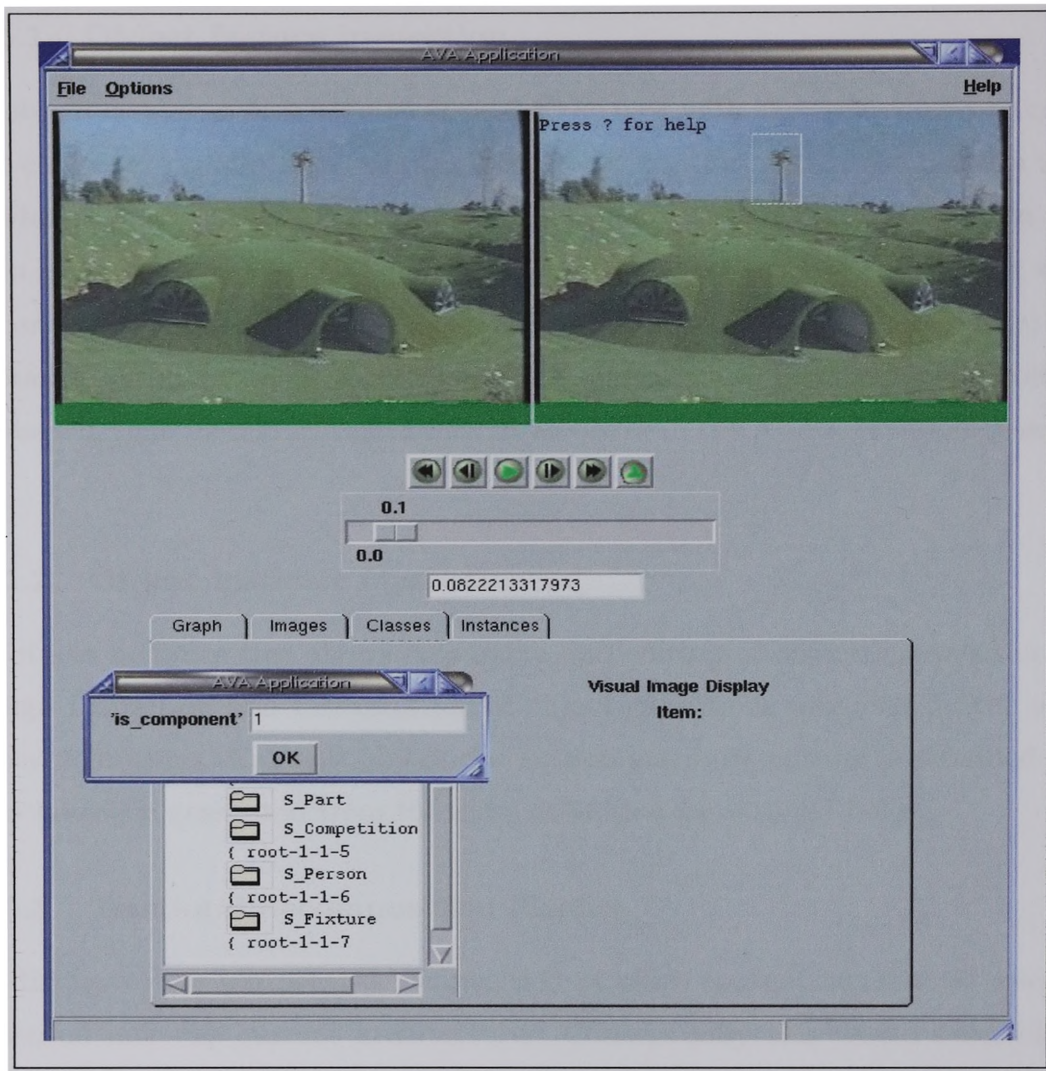 AVA Application
File Options Help
Press ? for help
0.1
0.0
0.0822213317973
Graph Images Classes Instances
AVA Application
'is_component' 1
OK
Visual Image Display
Item:
S_Part
S_Competition
{ root-1-1-5
S_Person
{ root-1-1-6
S_Fixture
{ root-1-1-7